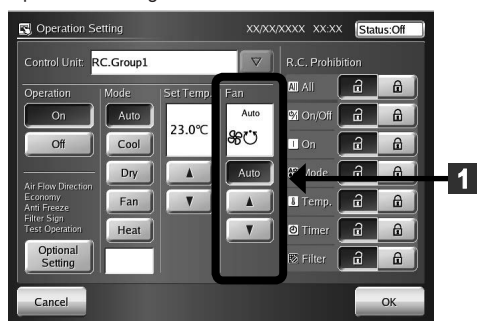 Operation Setting XX/XX/XXXX XX:XX Status:Off
Control Unit: RC.Group1
R.C. Prohibition
Operation Mode Set Temp. Fan
All All
On Auto Auto
On/Off
Off Cool 23.0℃
On
Dry Auto
Mode
Air Flow Direction
Economy
Anti Freeze
Filter Sign
Test Operation
Fan
Temp.
Heat
Timer
Optional
Setting
Filter
Cancel OK
1